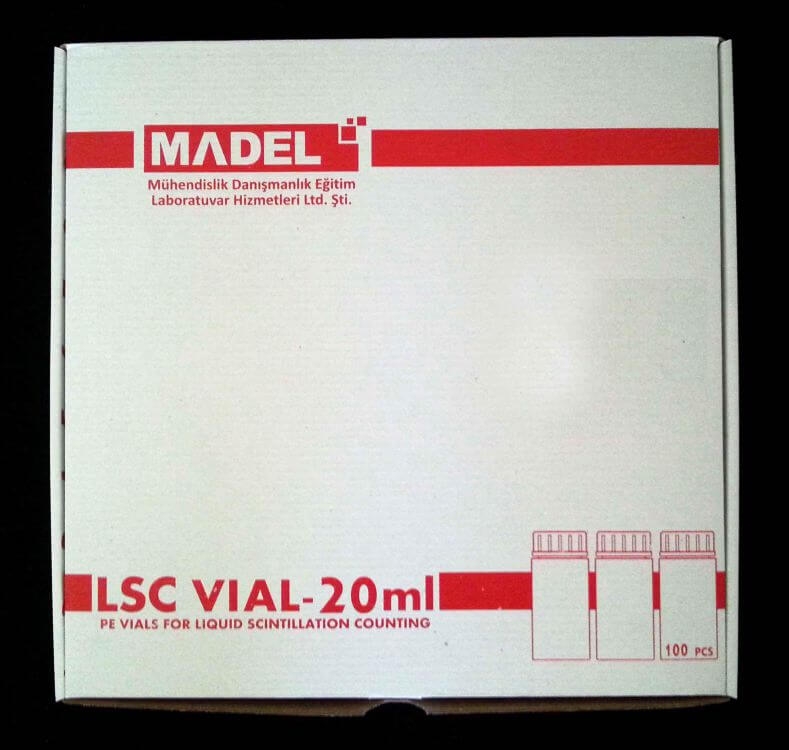 MADEL
Mühendislik Danışmanlık Eğitim
Laboratuvar Hizmetleri Ltd. Şti.
LSC VIAL-20ml
PE VIALS FOR LIQUID SCINTILLATION COUNTING
100 PCS